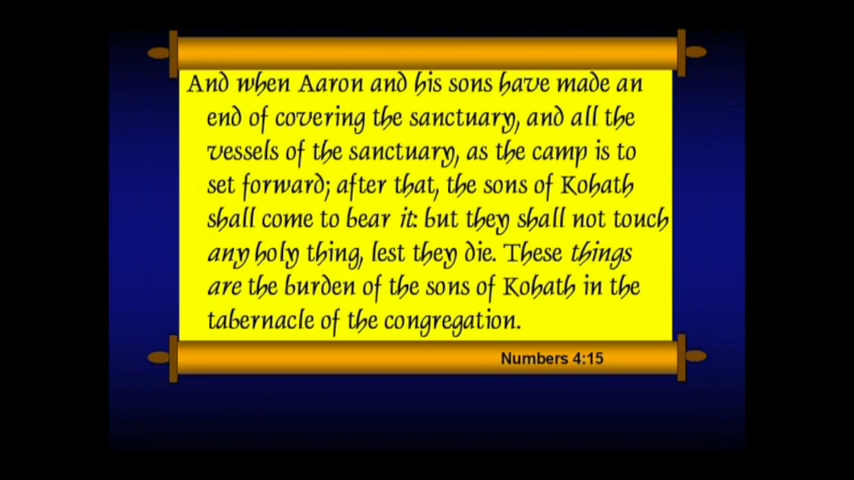 And when Aaron and his sons have made an
end of covering the sanctuary, and all the
vessels of the sanctuary, as the camp is to
set forward; after that, the sons of Kohath
shall come to bear it: but they shall not touch
any holy thing, lest they die. These things
are the burden of the sons of Kohath in the
tabernacle of the congregation.
Numbers 4:15